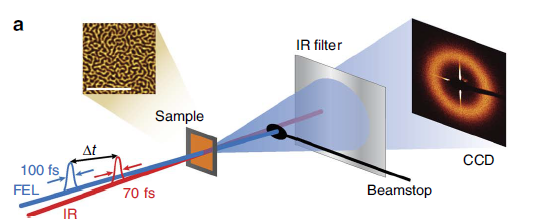 a
IR filter
Sample
Δt
100 fs
FEL
70 fs
IR
CCD
Beamstop